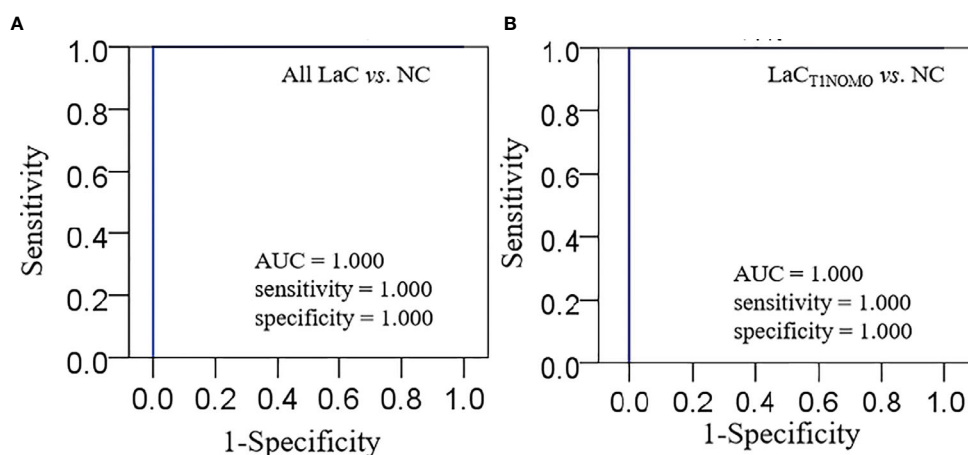 A
All LaC vs. NC
Sensitivity
1.0
0.8
0.6
0.4
0.2
0.0
AUC = 1.000
sensitivity = 1.000
specificity = 1.000
0.0 0.2 0.4 0.6 0.8 1.0
1-Specificity
B
LaCT1NOMO vs. NC
Sensitivity
1.0
0.8
0.6
0.4
0.2
0.0
AUC = 1.000
sensitivity = 1.000
specificity = 1.000
0.0 0.2 0.4 0.6 0.8 1.0
1-Specificity